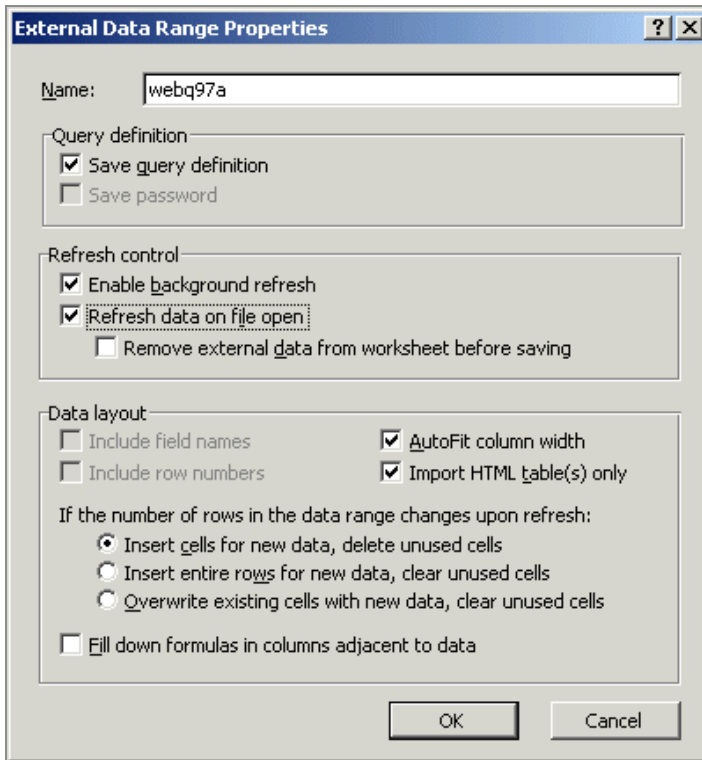 External Data Range Properties
Name: webq97a
Query definition
Save query definition
Save password
Refresh control
Enable background refresh
Refresh data on file open
Remove external data from worksheet before saving
Data layout
Include field names AutoFit column width
Include row numbers Import HTML table(s) only
If the number of rows in the data range changes upon refresh:
Insert cells for new data, delete unused cells
Insert entire rows for new data, clear unused cells
Overwrite existing cells with new data, clear unused cells
Fill down formulas in columns adjacent to data
OK Cancel